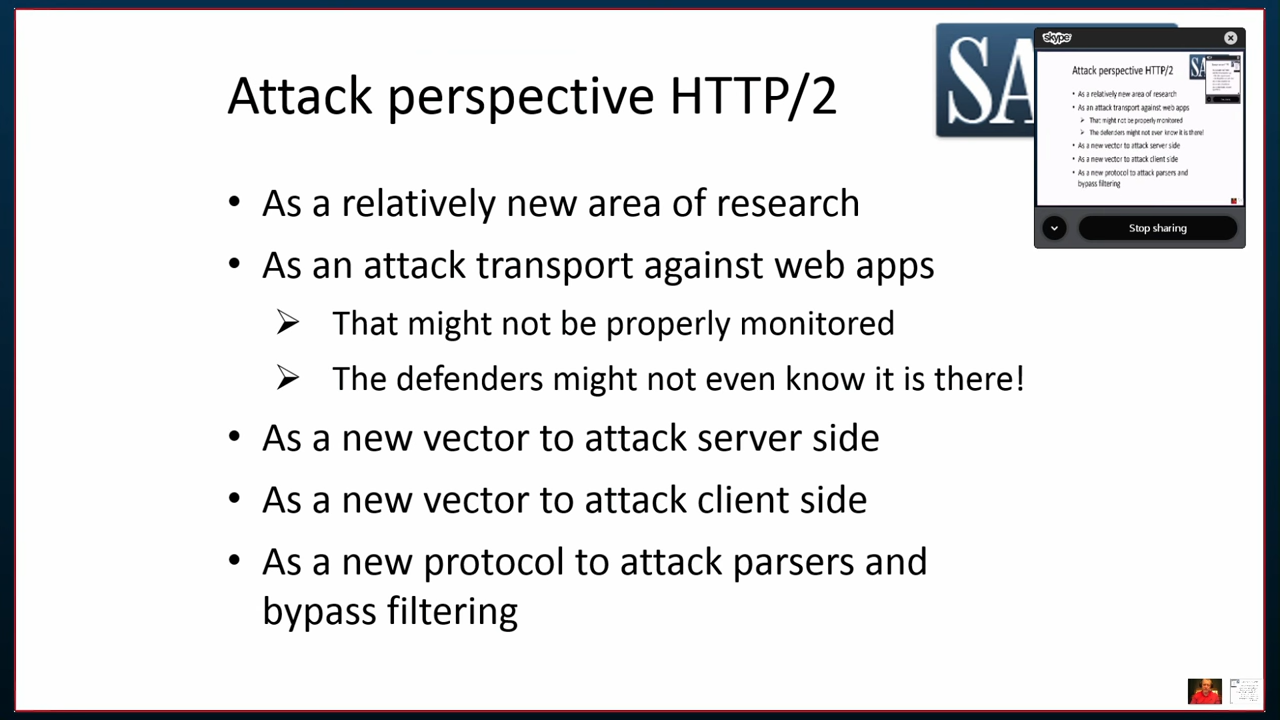 Attack perspective HTTP/2
SA
skype
Attack perspective HTTP/2
SA
• As a relatively new area of research
• As an attack transport against web apps
➢ That might not be properly monitored
➢ The defenders might not even know it is there!
• As a new vector to attack server side
• As a new vector to attack client side
• As a new protocol to attack parsers and
bypass filtering
Stop sharing
• As a relatively new area of research
• As an attack transport against web apps
➢ That might not be properly monitored
➢ The defenders might not even know it is there!
• As a new vector to attack server side
• As a new vector to attack client side
• As a new protocol to attack parsers and
bypass filtering